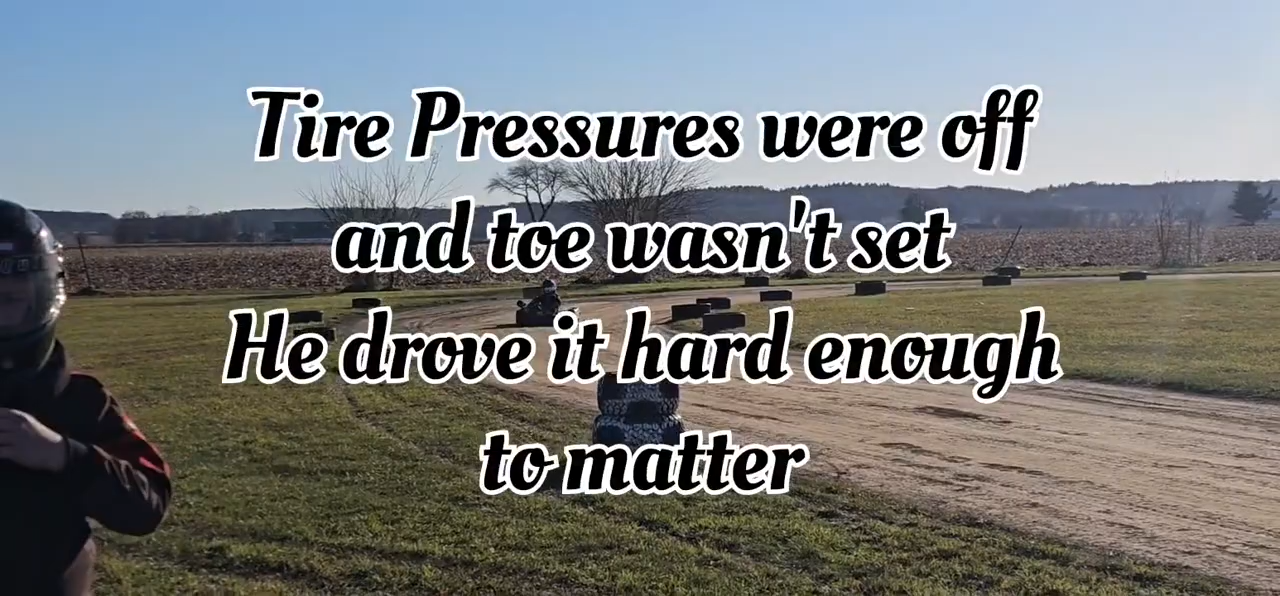 Tire Pressures were off
and toe wasn't set
He drove it hard enough
to matter